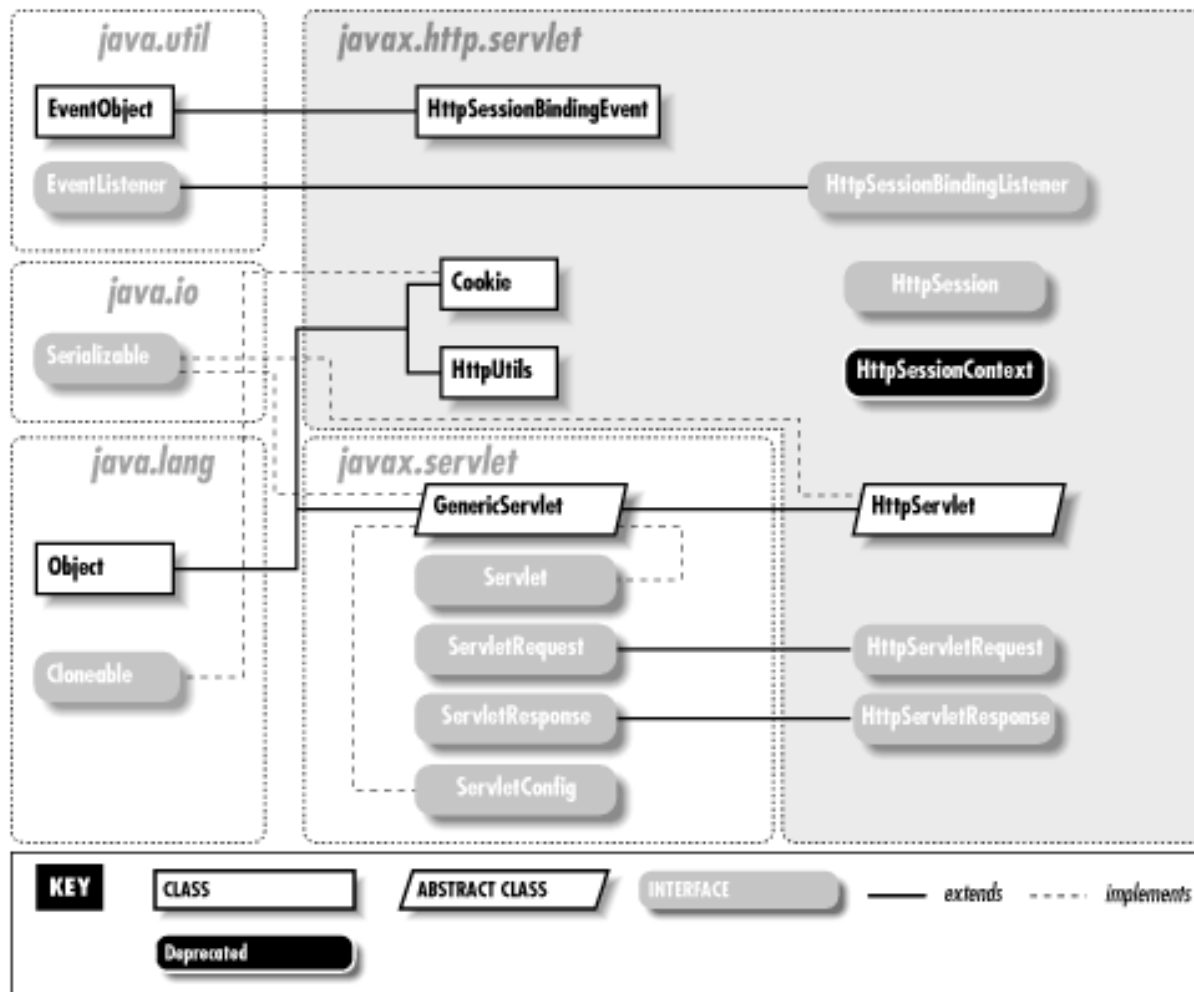 java.util
javax.http.servlet
EventObject
HttpSessionBindingEvent
EventListener
HttpSessionBindingListener
java.io
Cookie
HttpSession
Serializable
HttpUtils
HttpSessionContext
java.lang
javax.servlet
GenericServlet
HttpServlet
Object
Servlet
Cloneable
ServletRequest
HttpServletRequest
ServletResponse
HttpServletResponse
ServletConfig
KEY
CLASS
ABSTRACT CLASS
INTERFACE
extends
implements
Deprecated